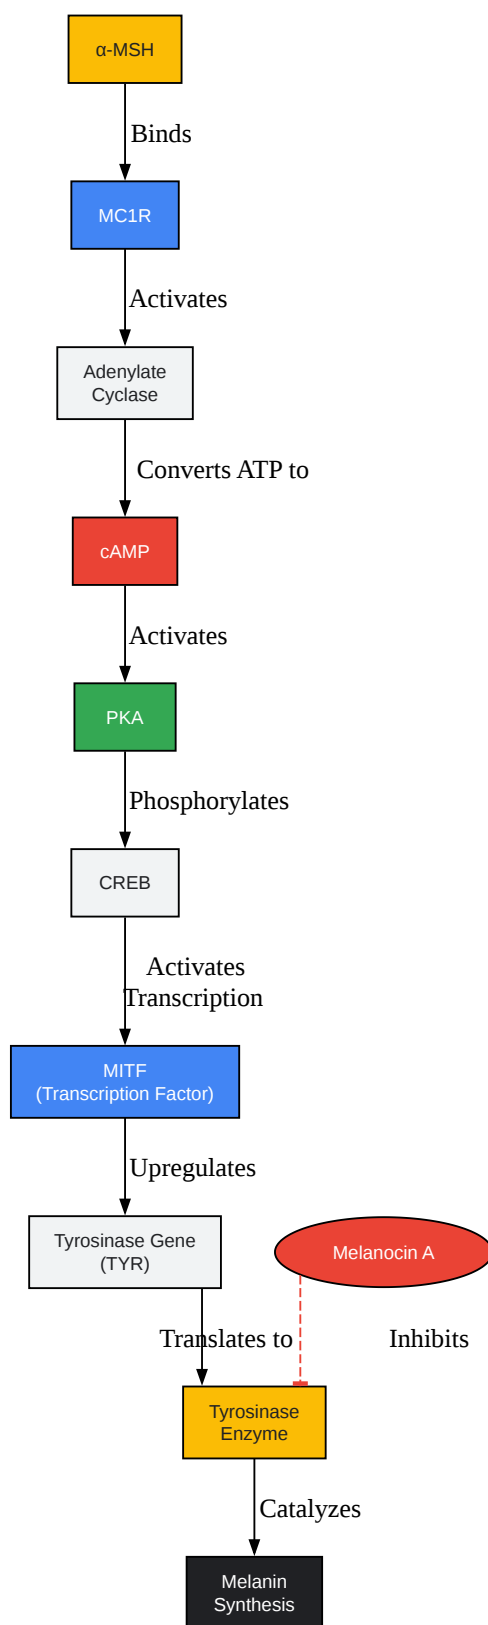 α-MSH
Binds
MC1R
Activates
Adenylate
Cyclase
Converts ATP to
cAMP
Activates
PKA
Phosphorylates
CREB
Activates
Transcription
MITF
(Transcription Factor)
Upregulates
Tyrosinase Gene
(TYR)
Melanocin A
Translates to
Inhibits
Tyrosinase
Enzyme
Catalyzes
Melanin
Synthesis